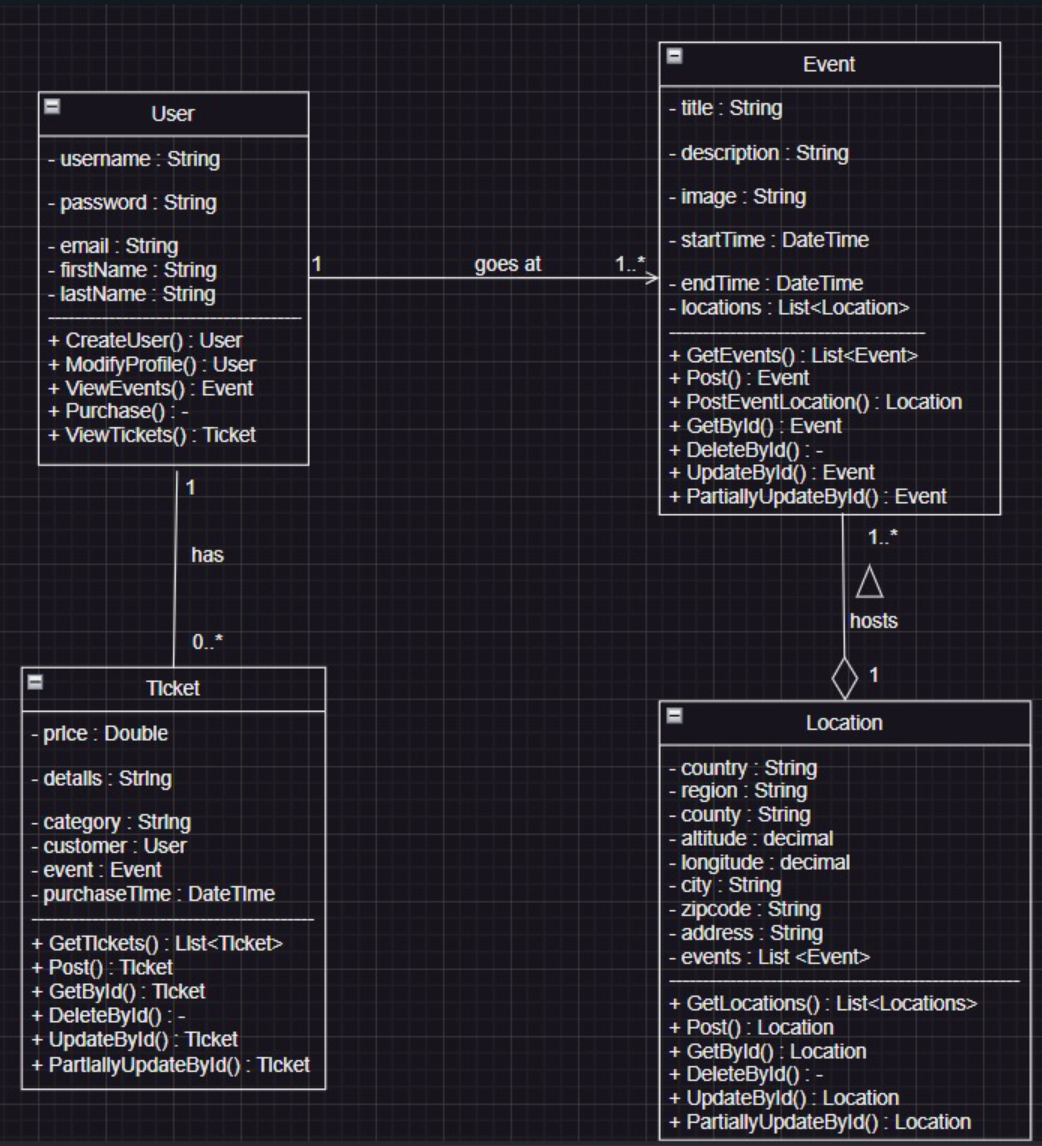 User
- username : String
- password : String
- email : String
- firstName : String
- lastName : String
+ CreateUser() : User
+ ModifyProfile() : User
+ ViewEvents() : Event
+ Purchase() : -
+ ViewTickets() : Ticket
1
goes at
1..*
Event
- title : String
- description : String
- image : String
- startTime : DateTime
- endTime : DateTime
- locations : List<Location>
+ GetEvents() : List<Event>
+ Post() : Event
+ PostEventLocation() : Location
+ GetById() : Event
+ DeleteById() : -
+ UpdateById() : Event
+ PartiallyUpdateById() : Event
1
has
0..*
1..*
hosts
1
Ticket
- price : Double
- details : String
- category : String
- customer : User
- event : Event
- purchaseTime : DateTime
+ GetTickets() : List<Ticket>
+ Post() : Ticket
+ GetById() : Ticket
+ DeleteById() : -
+ UpdateById() : Ticket
+ PartiallyUpdateById() : Ticket
Location
- country : String
- region : String
- county : String
- altitude : decimal
- longitude : decimal
- city : String
- zipcode : String
- address : String
- events : List <Event>
+ GetLocations() : List<Locations>
+ Post() : Location
+ GetById() : Location
+ DeleteById() : -
+ UpdateById() : Location
+ PartiallyUpdateById() : Location